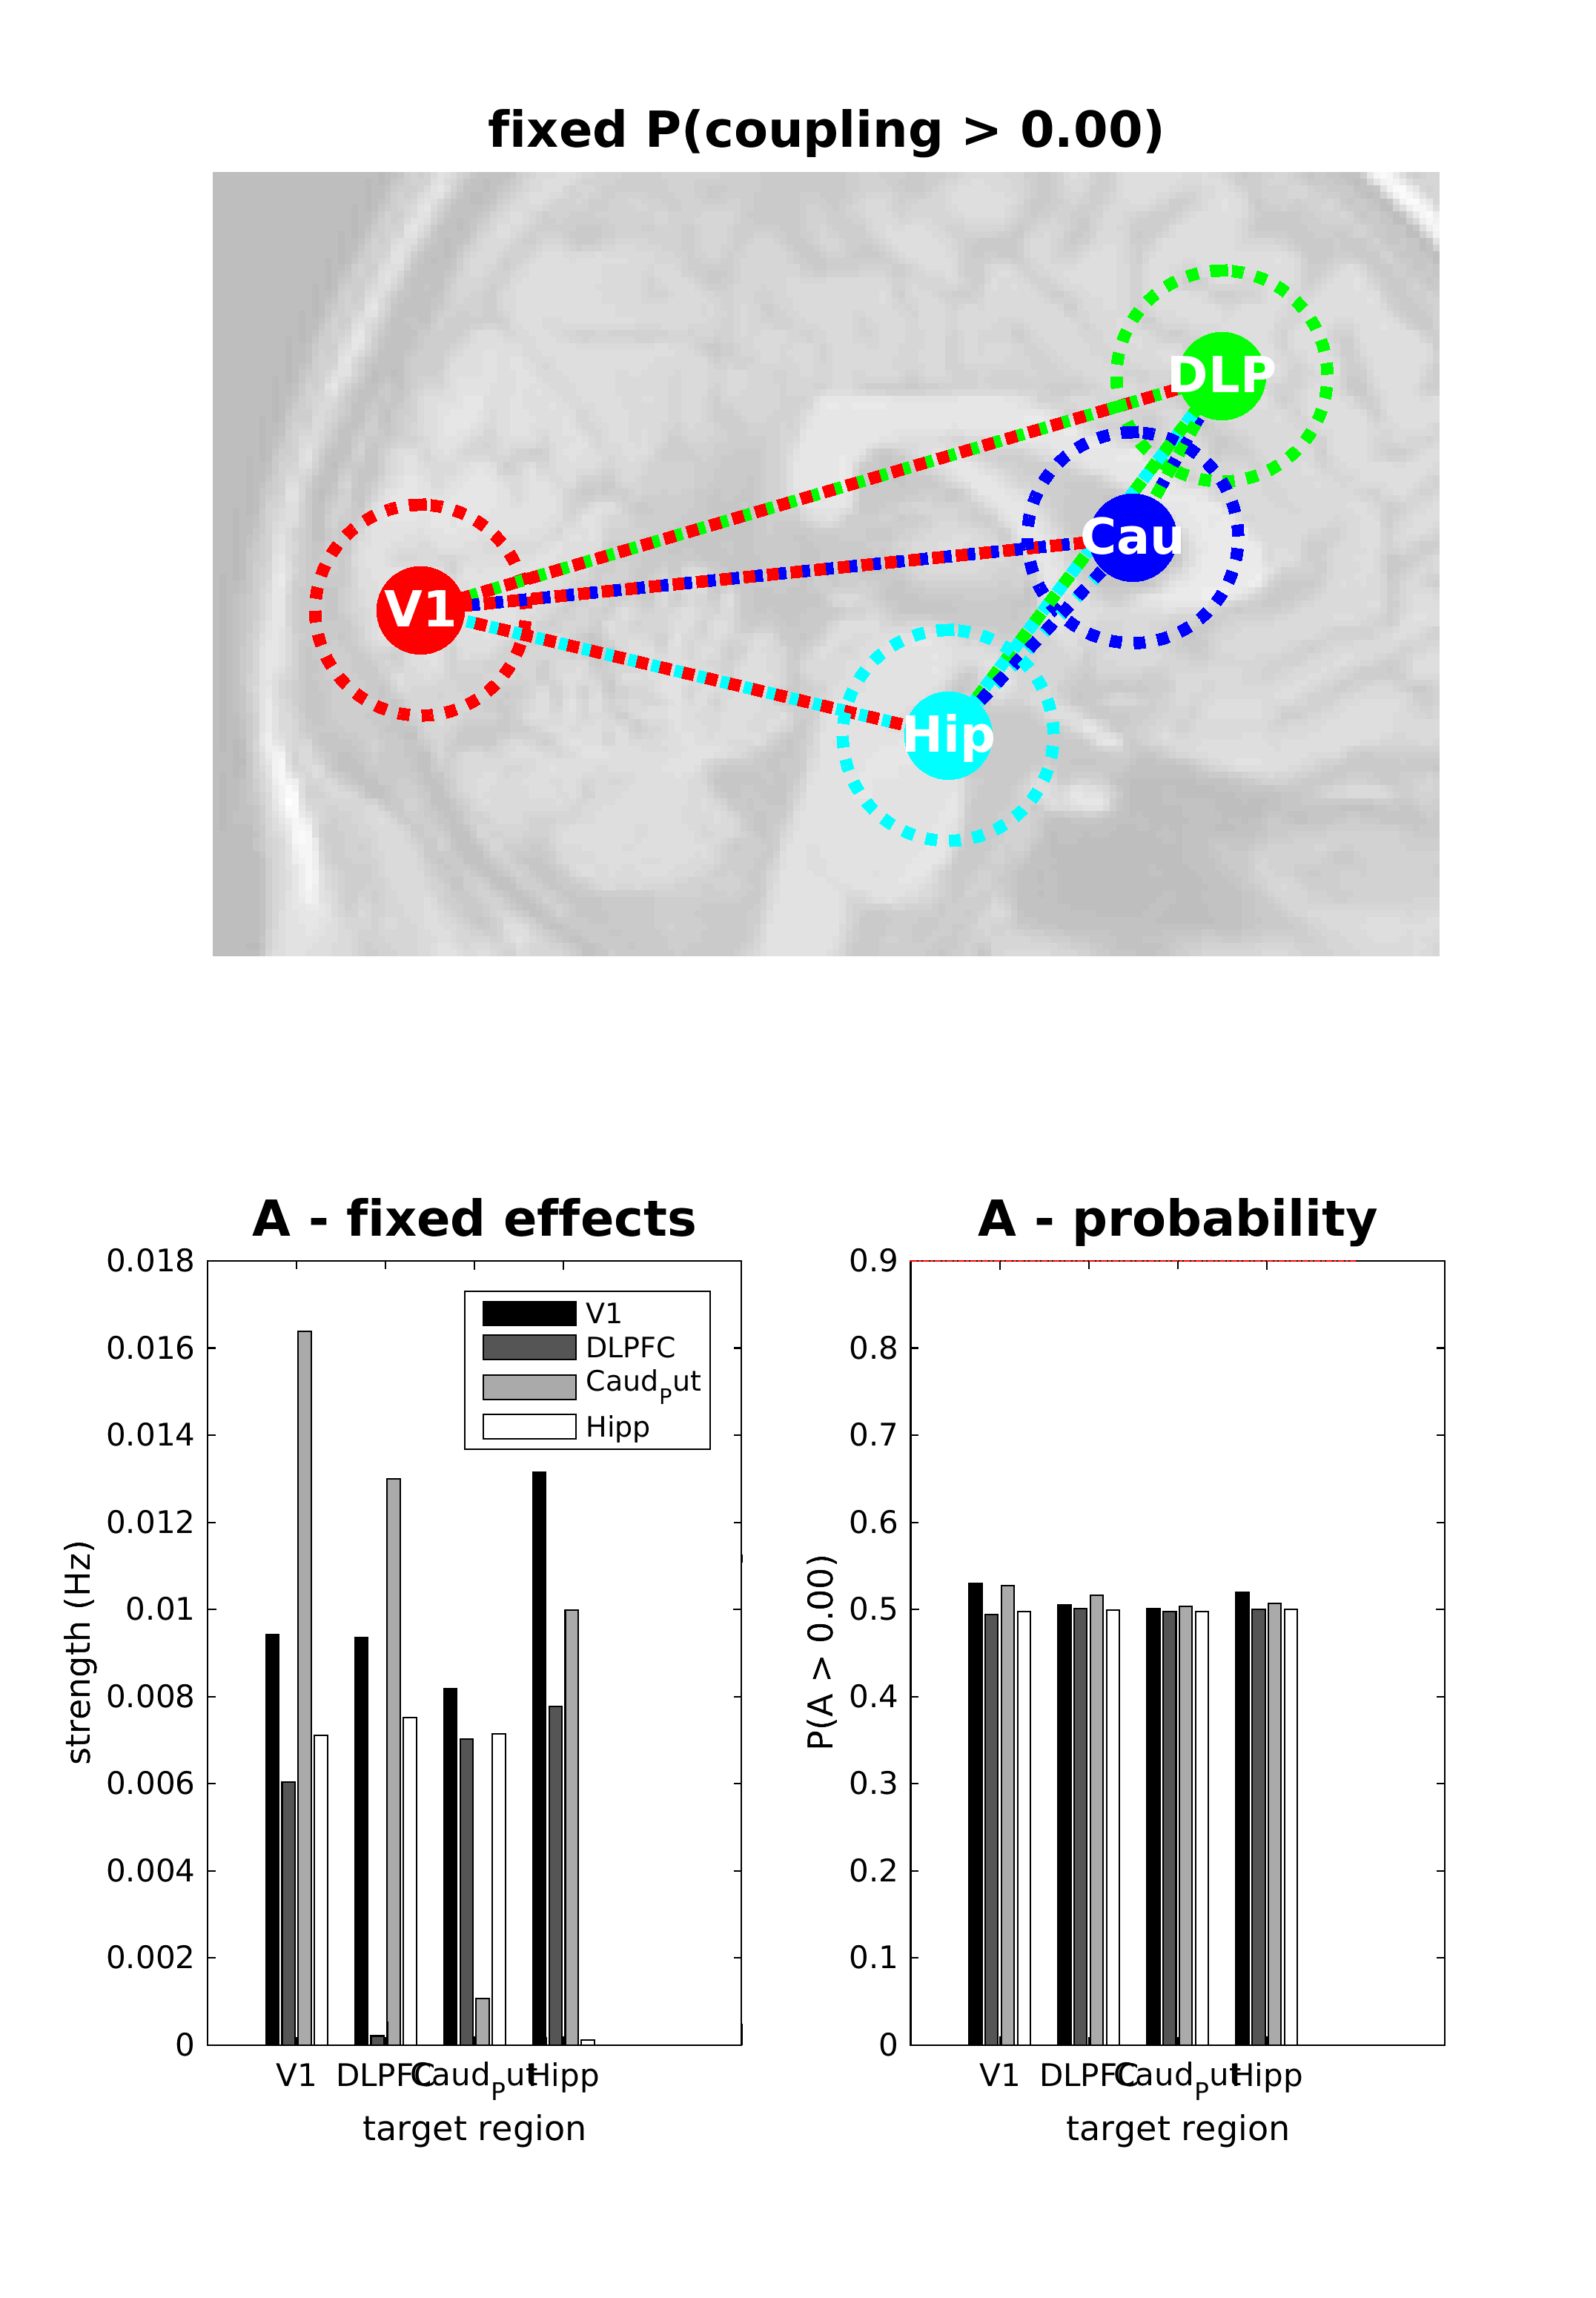 fixed P(coupling > 0.00)
DLP
Cau
V1
Hip
A - fixed effects
0.018
0.016
0.014
0.012
0.01
0.008
0.006
0.004
0.002
0
strength (Hz)
V1
DLPFC
Caud_Put
Hipp
V1 DLPFC Caud_Put Hipp
target region
A - probability
0.9
0.8
0.7
0.6
0.5
0.4
0.3
0.2
0.1
0
P(A > 0.00)
V1 DLPFC Caud_Put Hipp
target region